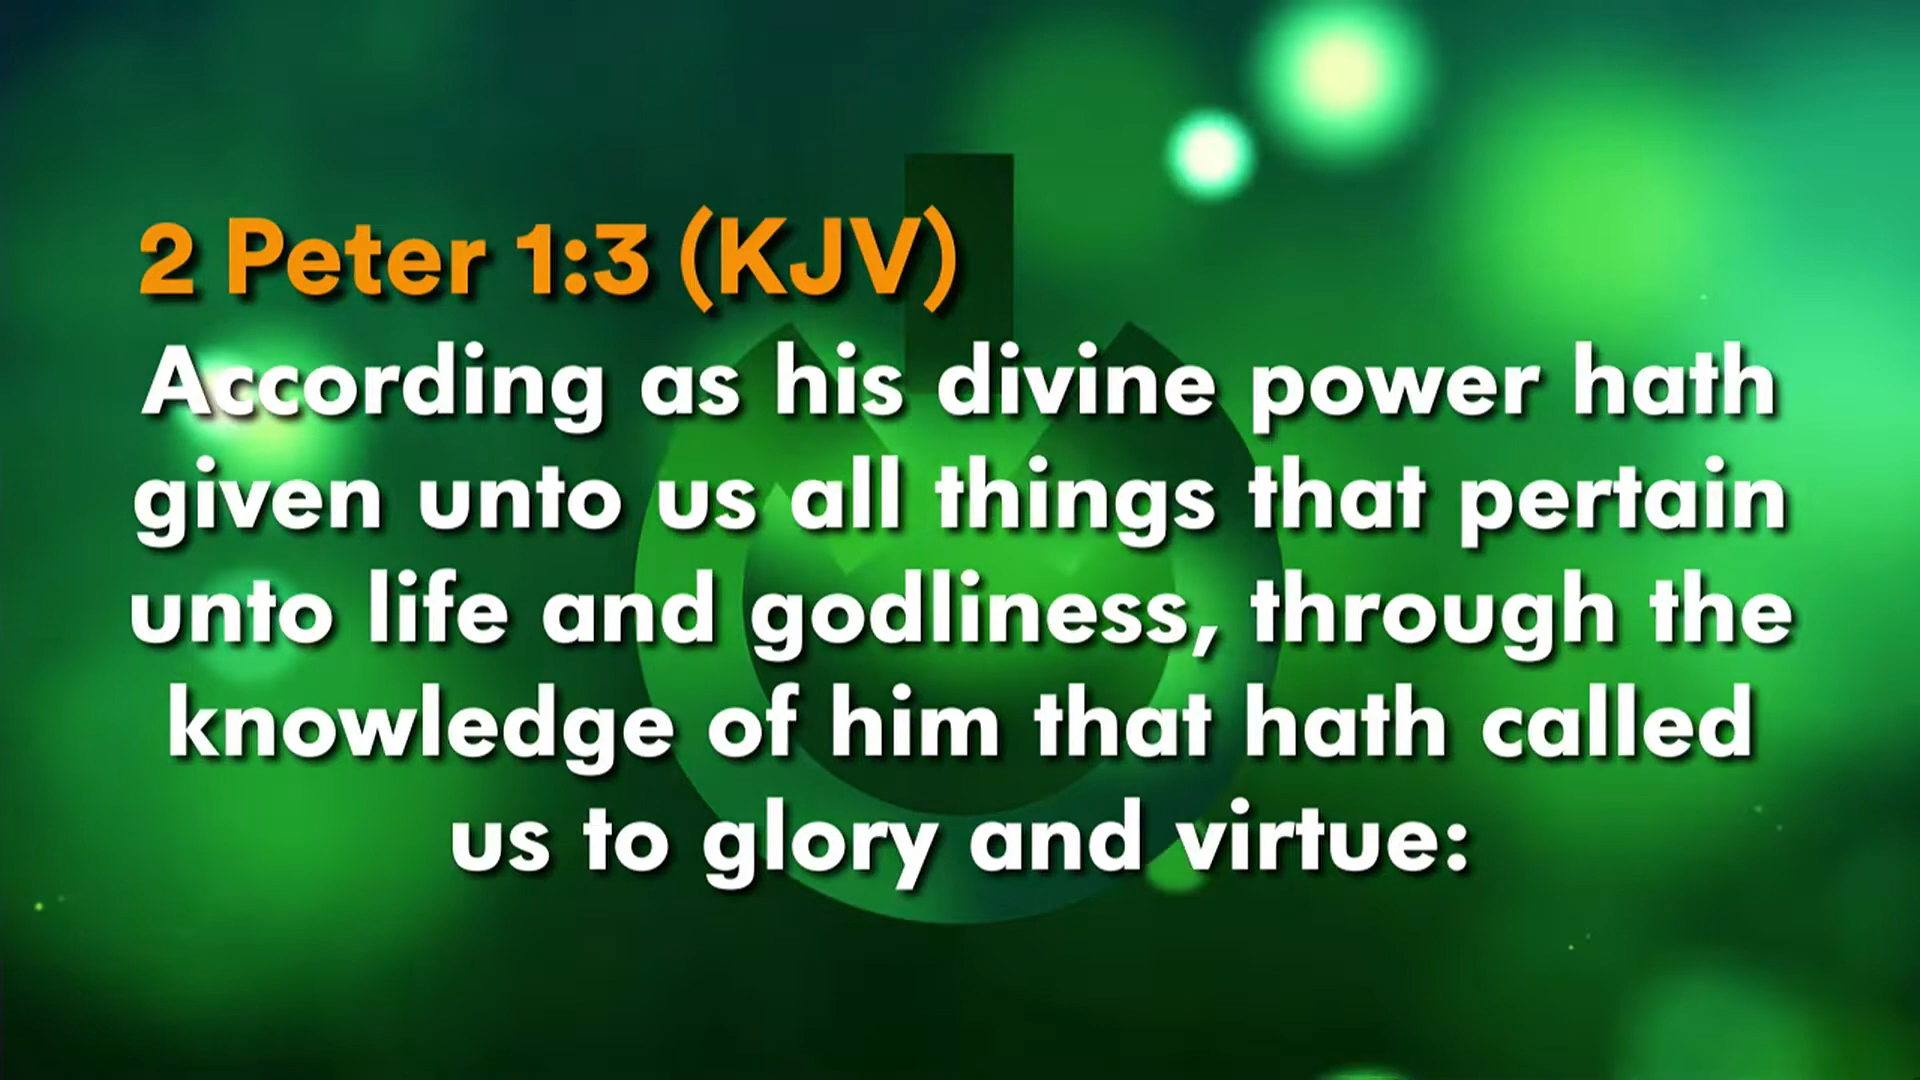 2 Peter 1:3 (KJV)
According as his divine power hath
given unto us all things that pertain
unto life and godliness, through the
knowledge of him that hath called
us to glory and virtue: